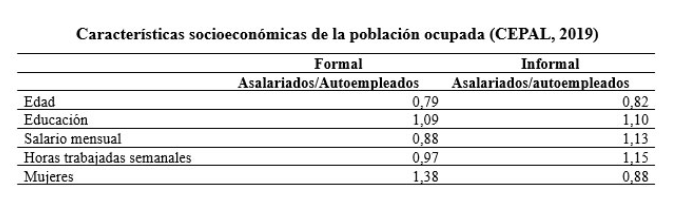 Características socioeconómicas de la población ocupada (CEPAL, 2019)
Formal Informal
Asalariados/Autoempleados Asalariados/autoempleados
Edad 0,79 0,82
Educación 1,09 1,10
Salario mensual 0,88 1,13
Horas trabajadas semanales 0,97 1,15
Mujeres 1,38 0,88